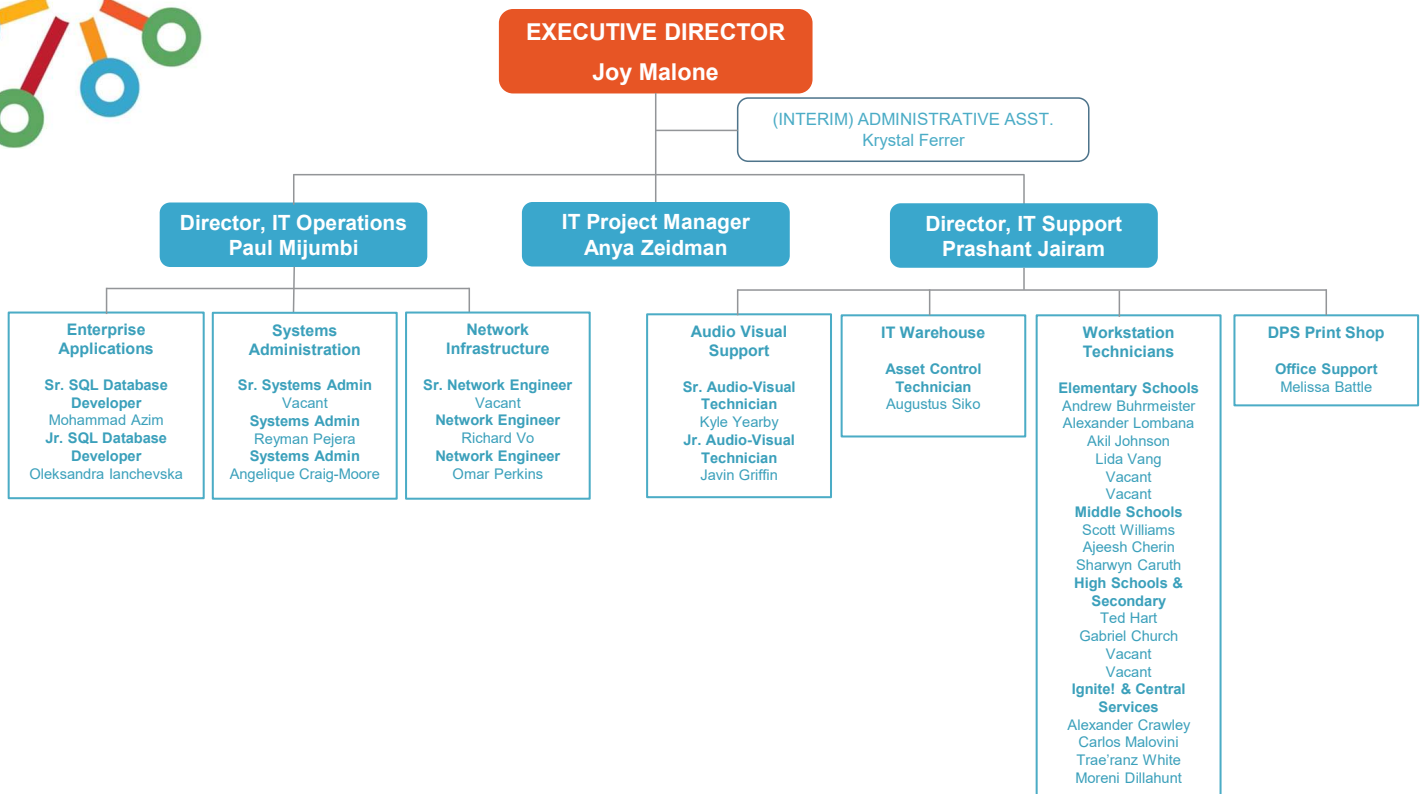 EXECUTIVE DIRECTOR
Joy Malone
(INTERIM) ADMINISTRATIVE ASST.
Krystal Ferrer
Director, IT Operations
Paul Mijumbi
IT Project Manager
Anya Zeidman
Director, IT Support
Prashant Jairam
Enterprise
Applications
Sr. SQL Database
Developer
Mohammad Azim
Jr. SQL Database
Developer
Oleksandra Ianchevska
Systems
Administration
Sr. Systems Admin
Vacant
Systems Admin
Reyman Pejera
Systems Admin
Angelique Craig-Moore
Network
Infrastructure
Sr. Network Engineer
Vacant
Network Engineer
Richard Vo
Network Engineer
Omar Perkins
Audio Visual
Support
Sr. Audio-Visual
Technician
Kyle Yearby
Jr. Audio-Visual
Technician
Javin Griffin
IT Warehouse
Asset Control
Technician
Augustus Siko
Workstation
Technicians
Elementary Schools
Andrew Buhrmeister
Alexander Lombana
Akil Johnson
Lida Vang
Vacant
Vacant
Middle Schools
Scott Williams
Ajeesh Cherin
Sharwyn Caruth
High Schools &
Secondary
Ted Hart
Gabriel Church
Vacant
Vacant
Ignite! & Central
Services
Alexander Crawley
Carlos Malovini
Trae’ranz White
Moreni Dillahunt
DPS Print Shop
Office Support
Melissa Battle